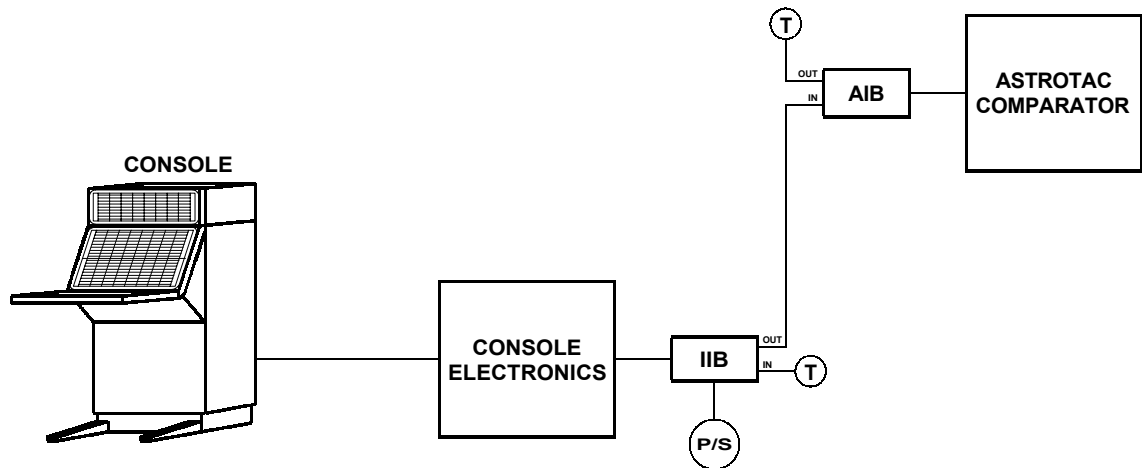 T
OUT
IN
AIB
ASTROTAC
COMPARATOR
CONSOLE
CONSOLE
ELECTRONICS
IIB
OUT
IN
T
P/S